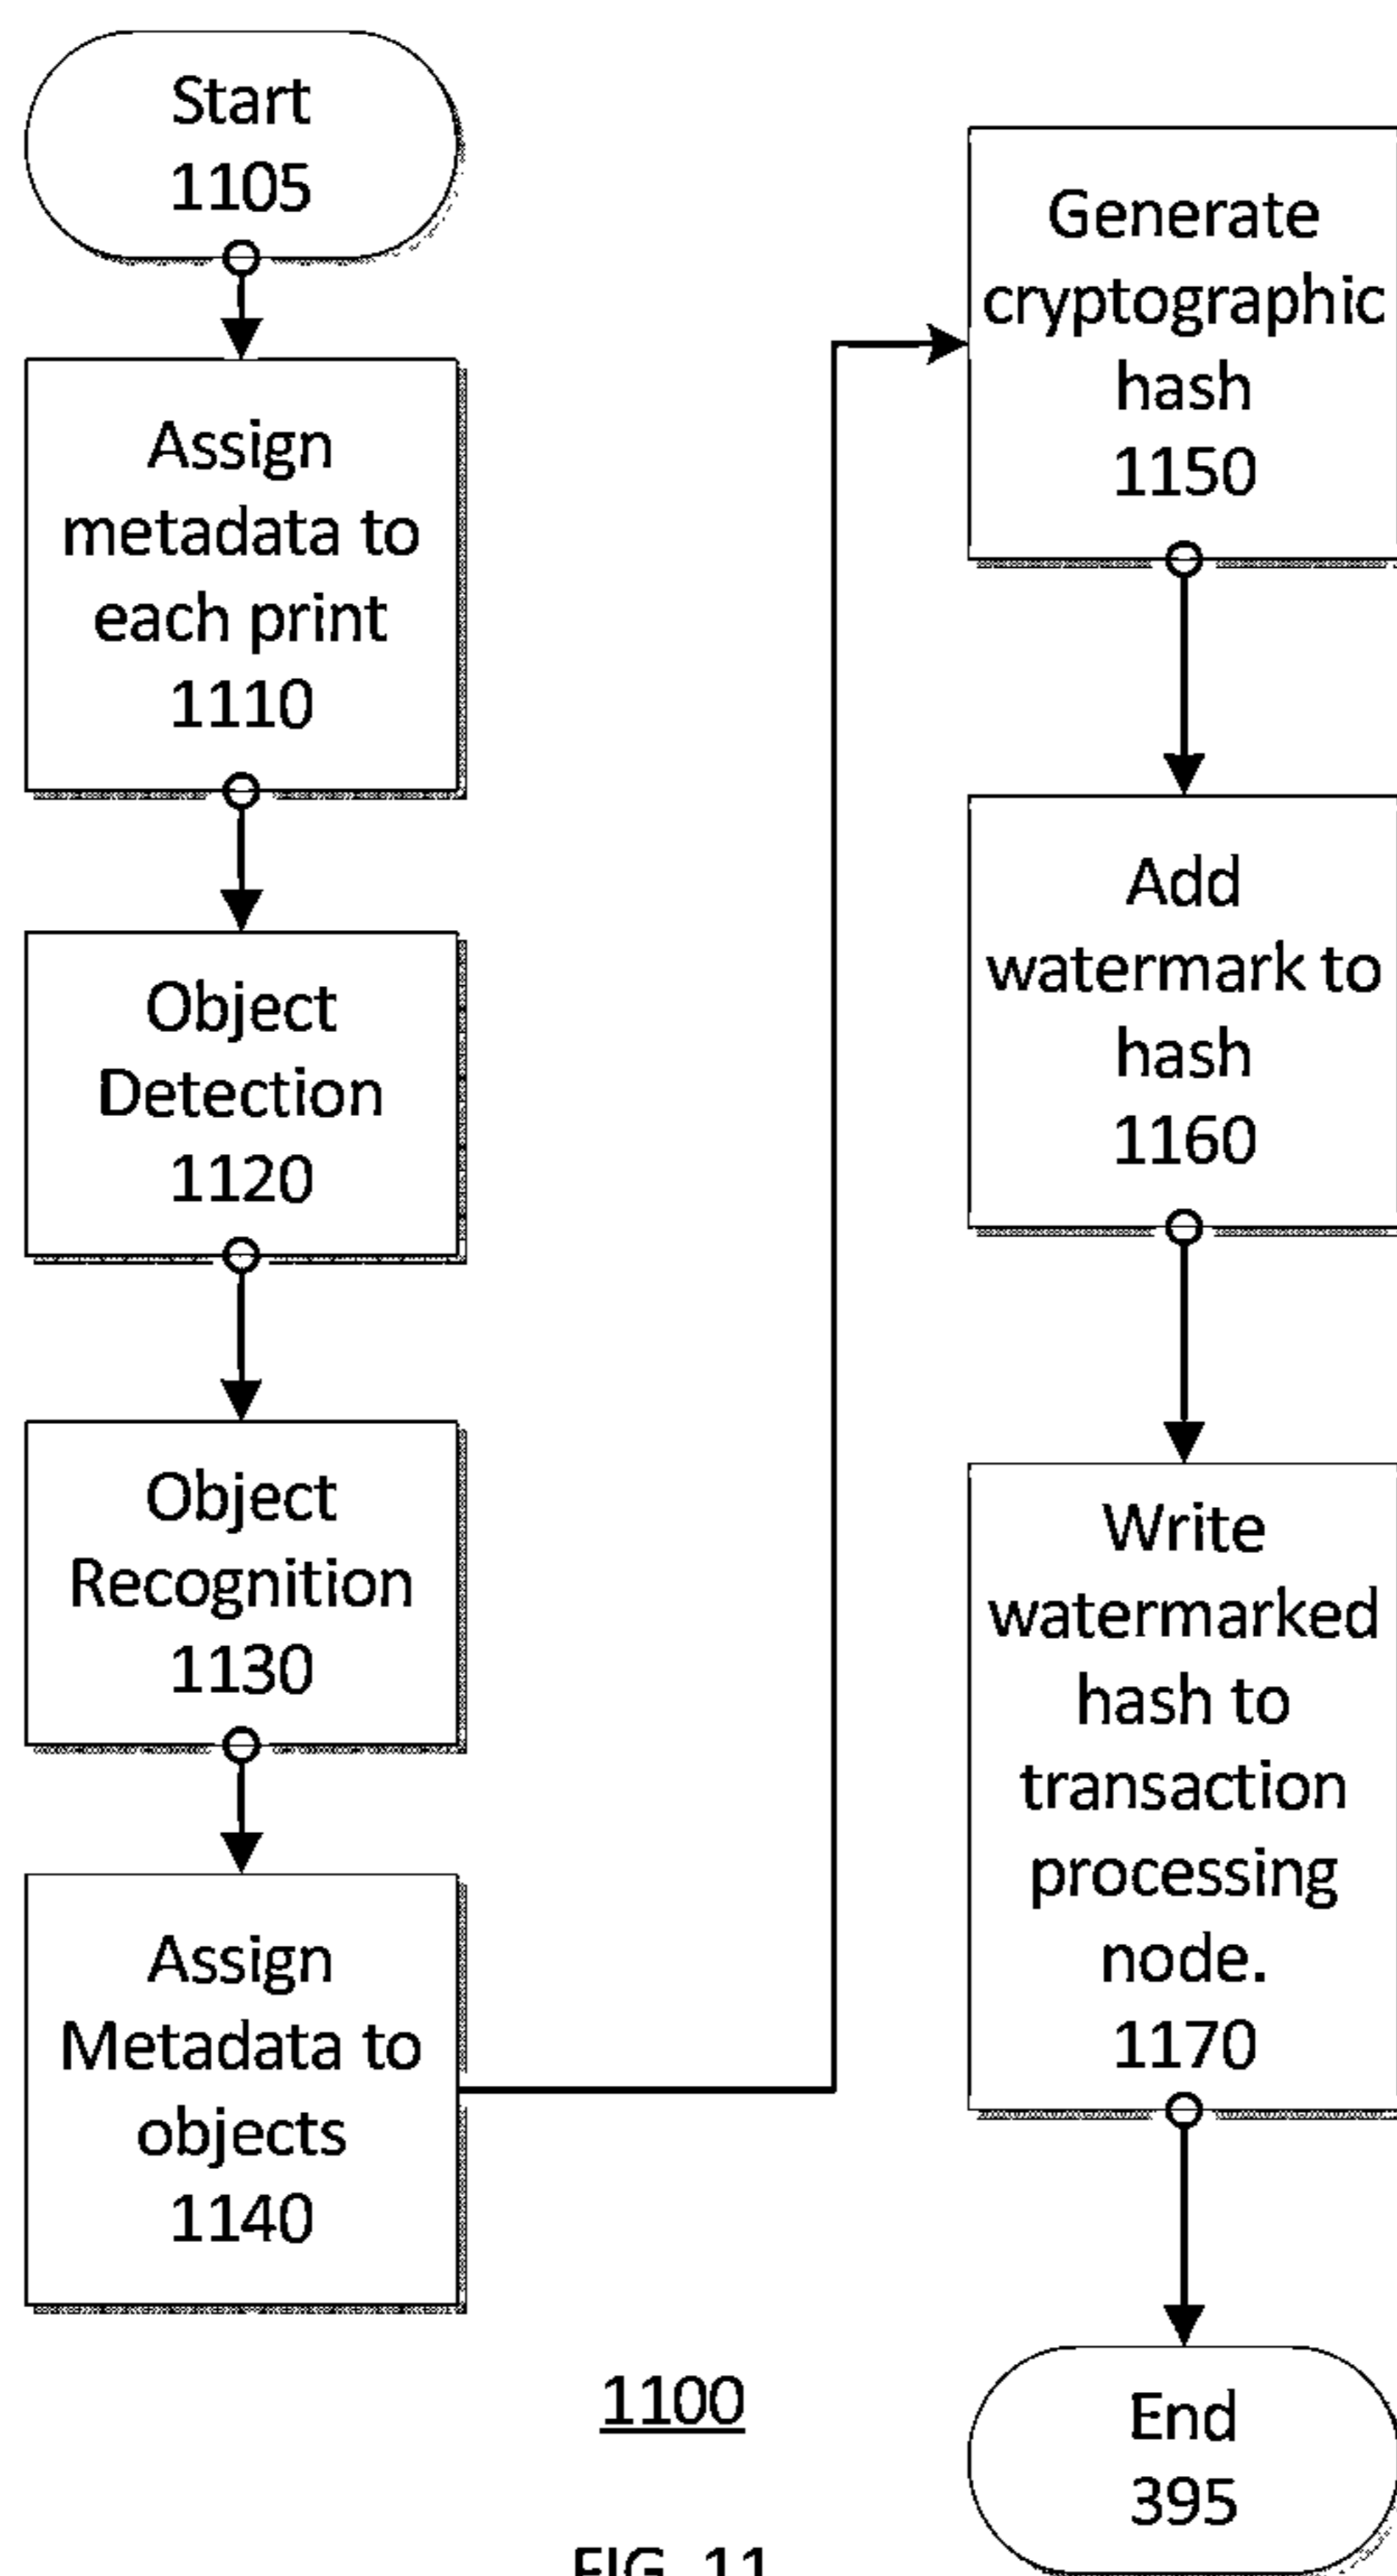 Start
1105
Assign
metadata to
each print
1110
Object
Detection
1120
Object
Recognition
1130
Assign
Metadata to
objects
1140
Generate
cryptographic
hash
1150
Add
watermark to
hash
1160
Write
watermarked
hash to
transaction
processing
node.
1170
End
395
1100
FIG. 11